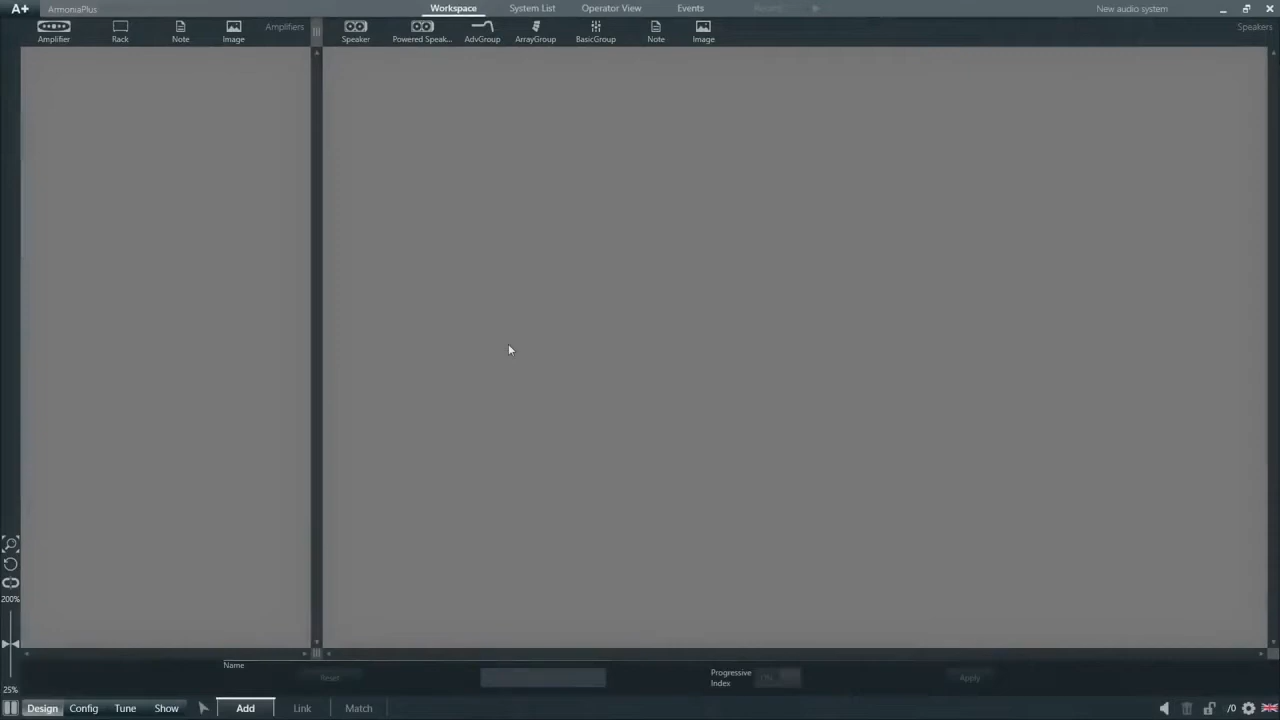 A+ ArmoníaPlus Workspace System List Operator View Events New audio system
Amplifier Rack Note Image Amplifiers Speaker Powered Speak... AdvGroup ArrayGroup BasicGroup Note Image Speakers
200%
25%
Name
Reset
Progressive
Index
ON
Apply
Design Config Tune Show Add Link Match /0